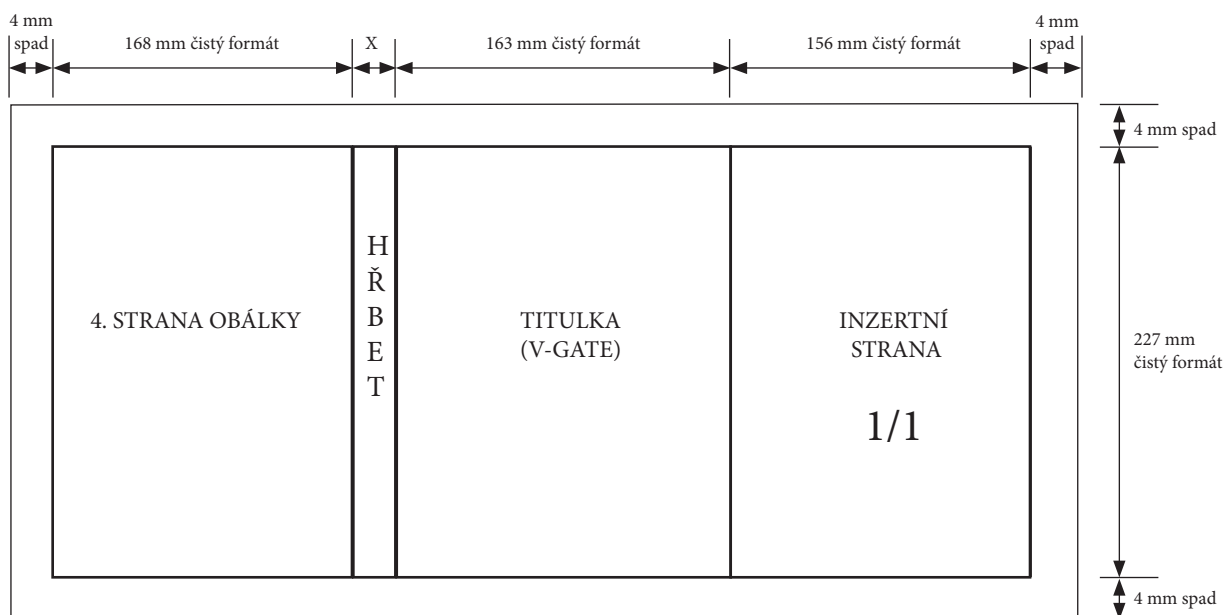 4 mm
spad
168 mm čistý formát
X
163 mm čistý formát
156 mm čistý formát
4 mm
spad
4 mm spad
4. STRANA OBÁLKY
H
Ř
B
E
T
TITULKA
(V-GATE)
INZERTNÍ
STRANA
1/1
227 mm
čistý formát
4 mm spad